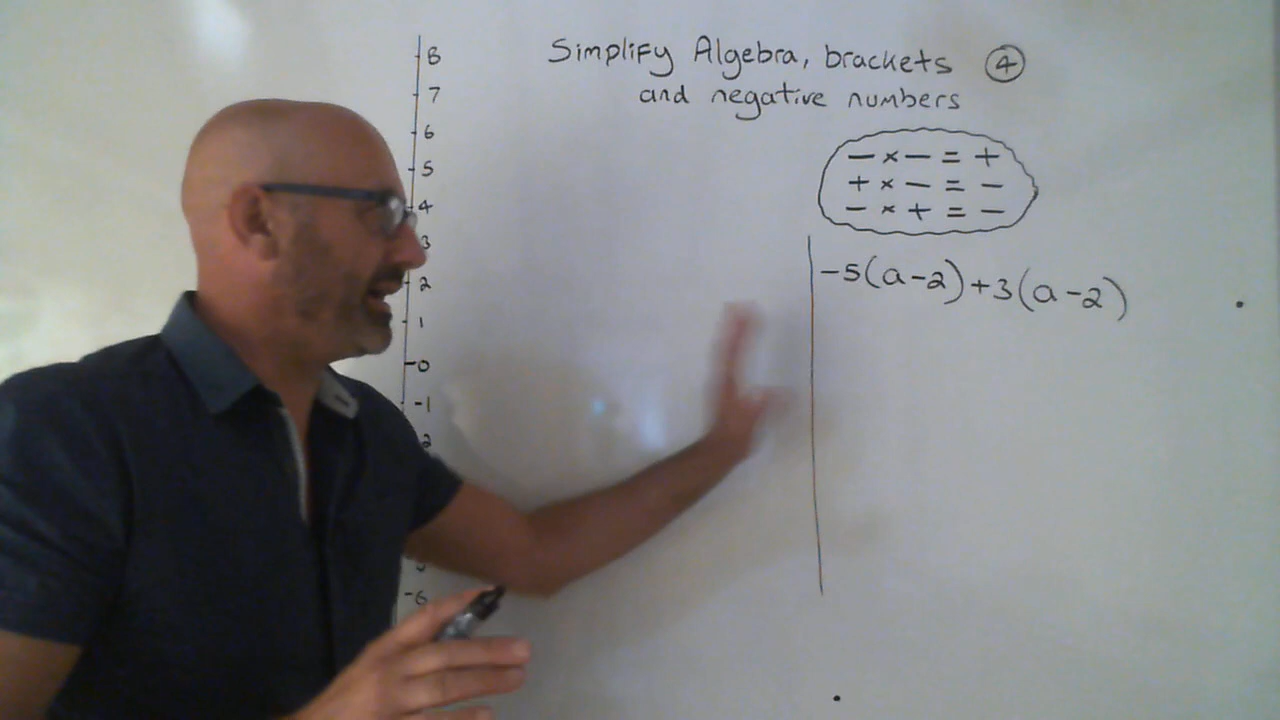 Simplify Algebra, brackets ④
and negative numbers
− × − = +
+ × − = −
− × + = −
−5(a−2)+3(a−2)
8
7
6
5
4
3
2
1
0
-1
2
-6